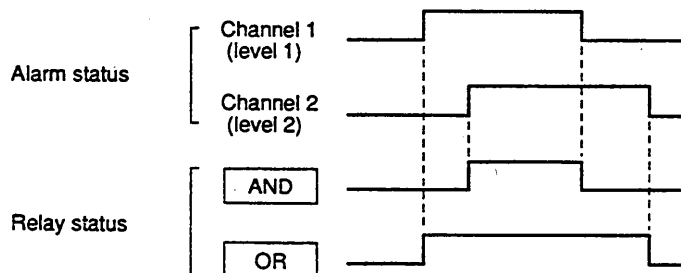 Channel 1
(level 1)
Alarm status
Channel 2
(level 2)
AND
Relay status
OR